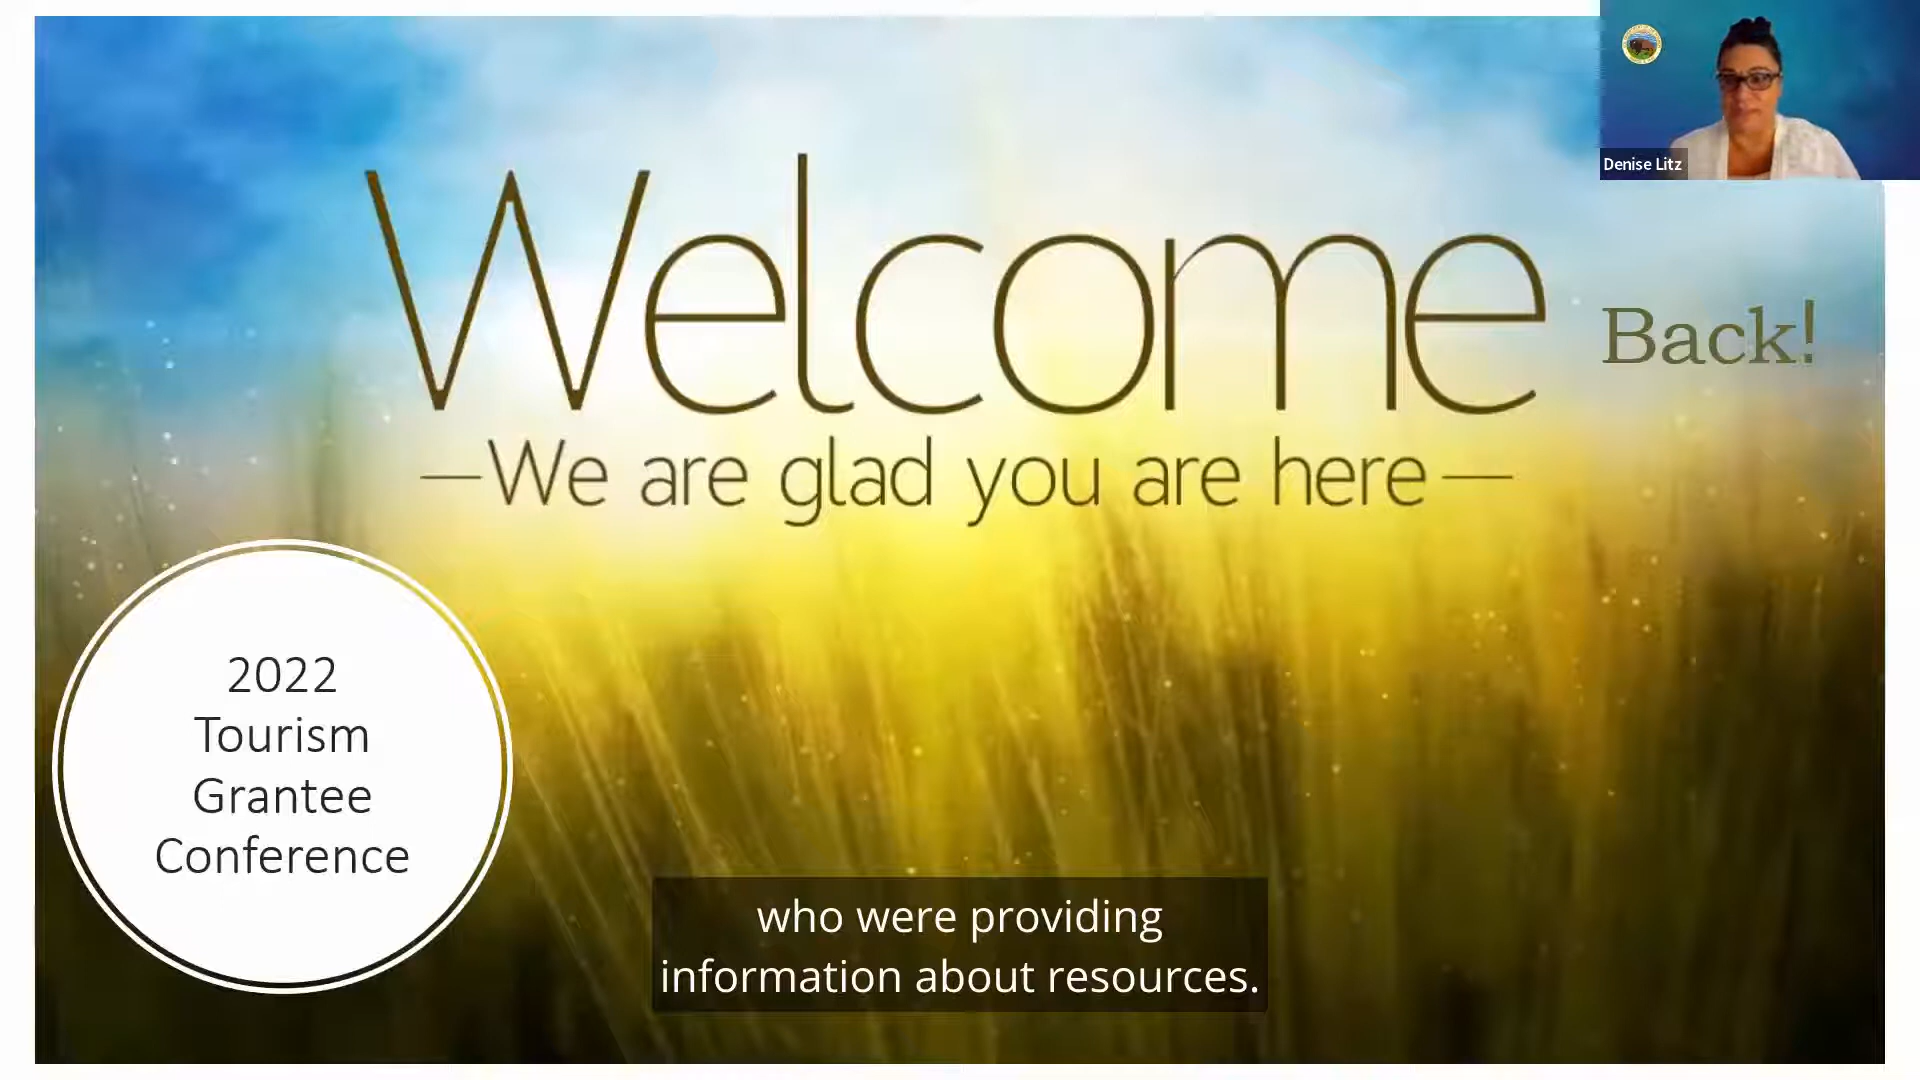 Welcome
Back!
—We are glad you are here—
2022
Tourism
Grantee
Conference
who were providing
information about resources.
Denise Litz